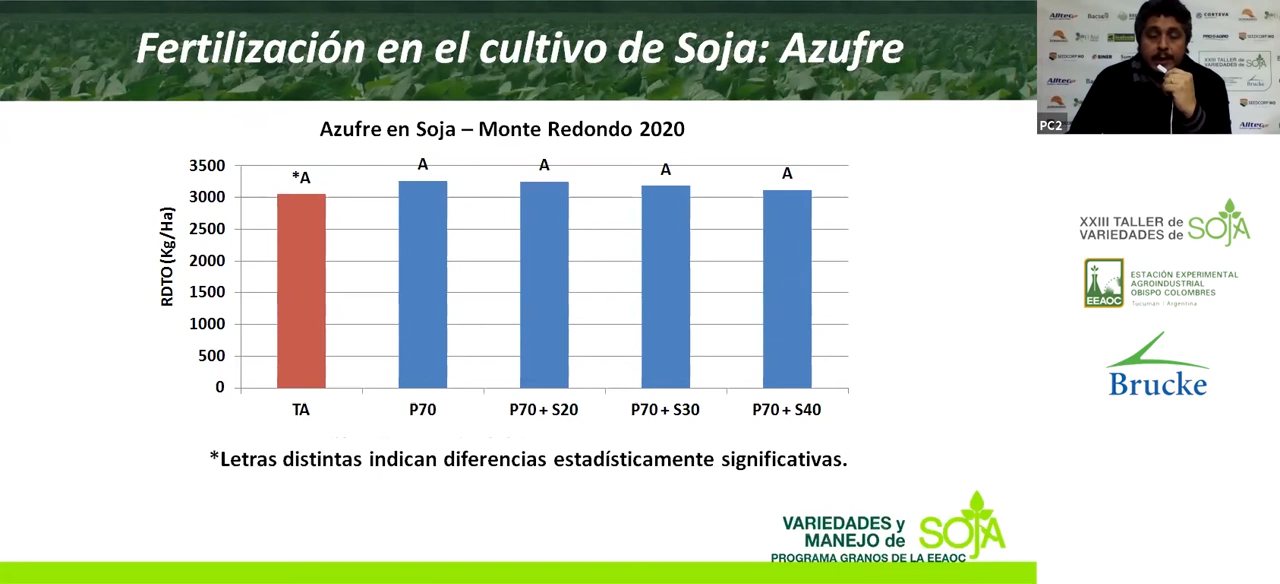 Fertilización en el cultivo de Soja: Azufre
Azufre en Soja – Monte Redondo 2020
RDTO (Kg/Ha)
3500
3000
2500
2000
1500
1000
500
0
*A
A
A
A
A
TA
P70
P70 + S20
P70 + S30
P70 + S40
*Letras distintas indican diferencias estadísticamente significativas.
VARIEDADES y
MANEJO de SOJA
PROGRAMA GRANOS DE LA EEAOC
PC2
XXIII TALLER de
VARIEDADES de SOJA
EEAOC
ESTACIÓN EXPERIMENTAL
AGROINDUSTRIAL
OBISPO COLOMBRES
Tucumán | Argentina
Brucke